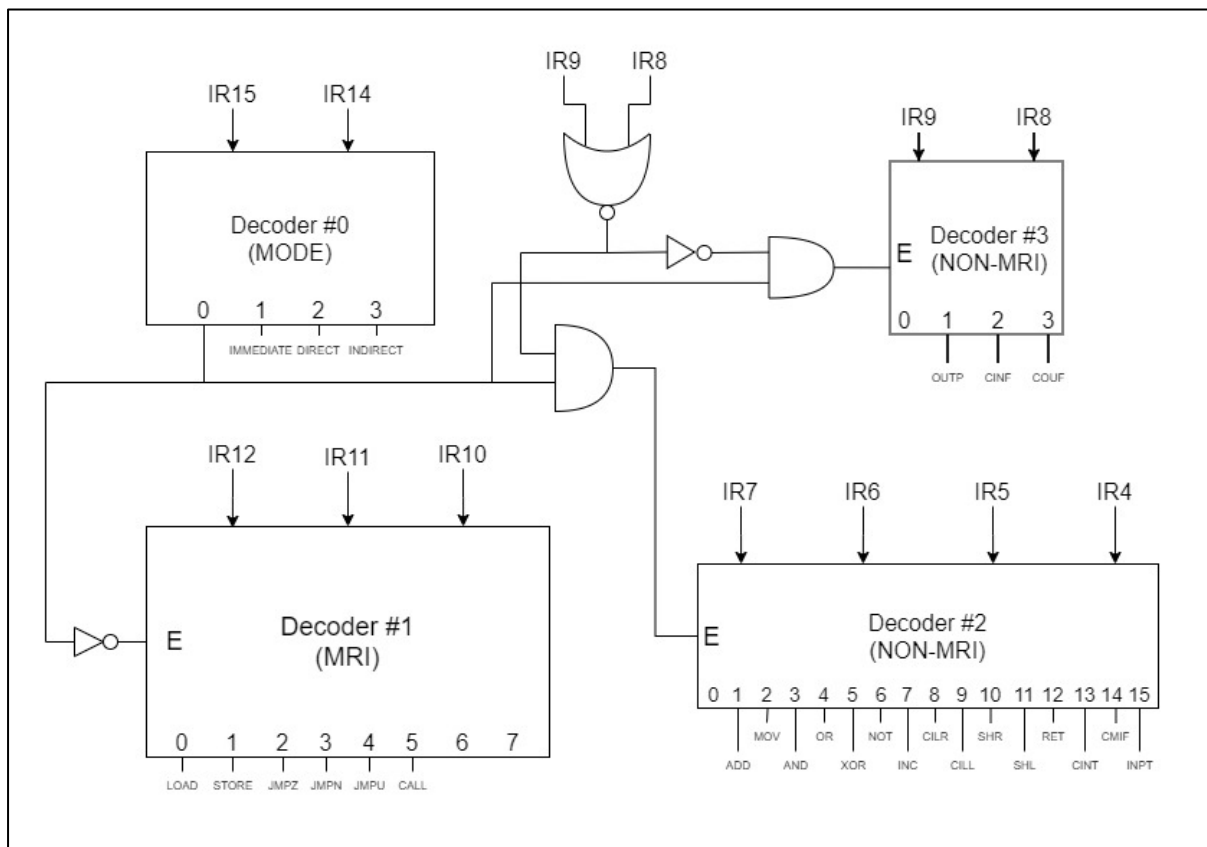 IR9 IR8
IR15 IR14
IR9 IR8
Decoder #0
(MODE)
0 1 2 3
IMMEDIATE DIRECT INDIRECT
E
Decoder #3
(NON-MRI)
0 1 2 3
OUTP CINF COUF
IR12 IR11 IR10
E
Decoder #1
(MRI)
0 1 2 3 4 5 6 7
LOAD STORE JMPZ JMPN JMPU CALL
IR7 IR6 IR5 IR4
E
Decoder #2
(NON-MRI)
0 1 2 3 4 5 6 7 8 9 10 11 12 13 14 15
MOV OR NOT CILR SHR RET CMIF
ADD AND XOR INC CILL SHL CINT INPT